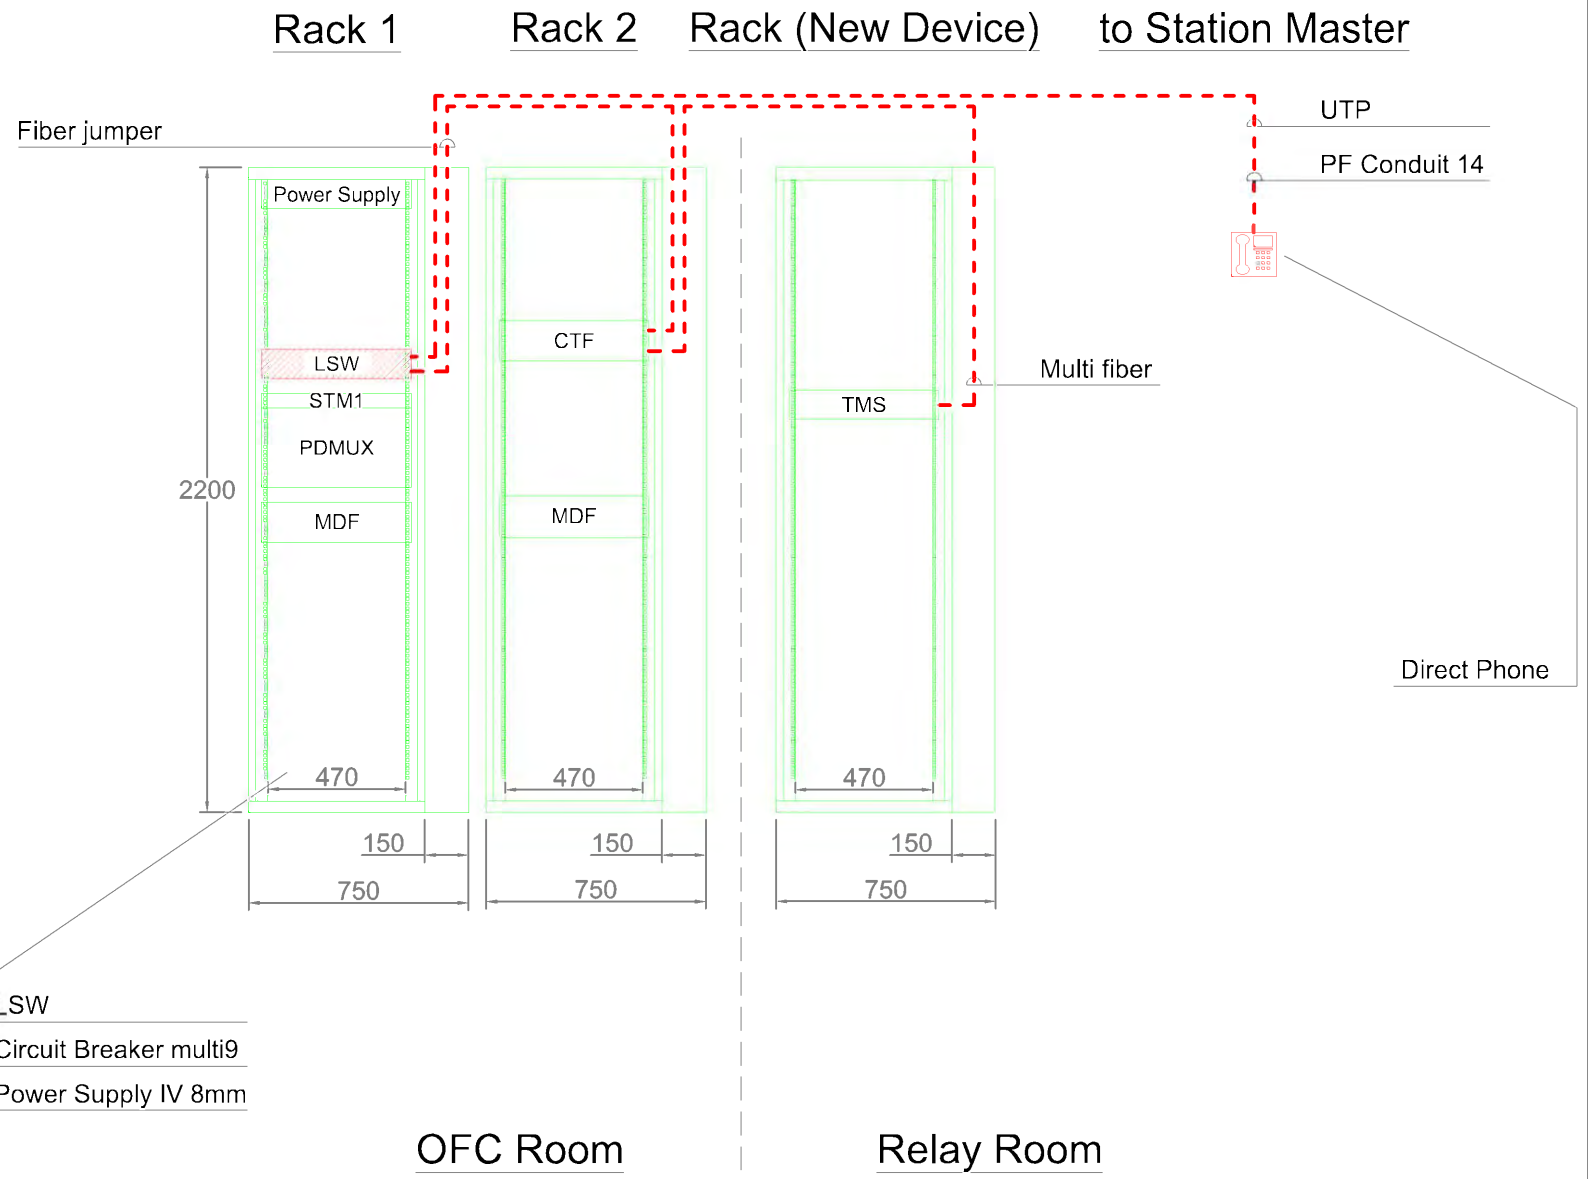 Rack 1
Rack 2
Rack (New Device)
to Station Master
UTP
Fiber jumper
PF Conduit 14
Power Supply
CTF
LSW
Multi fiber
STM1
TMS
PDMUX
2200
MDF
MDF
Direct Phone
470
470
470
150
150
150
750
750
750
LSW
Circuit Breaker multi9
Power Supply IV 8mm
OFC Room
Relay Room